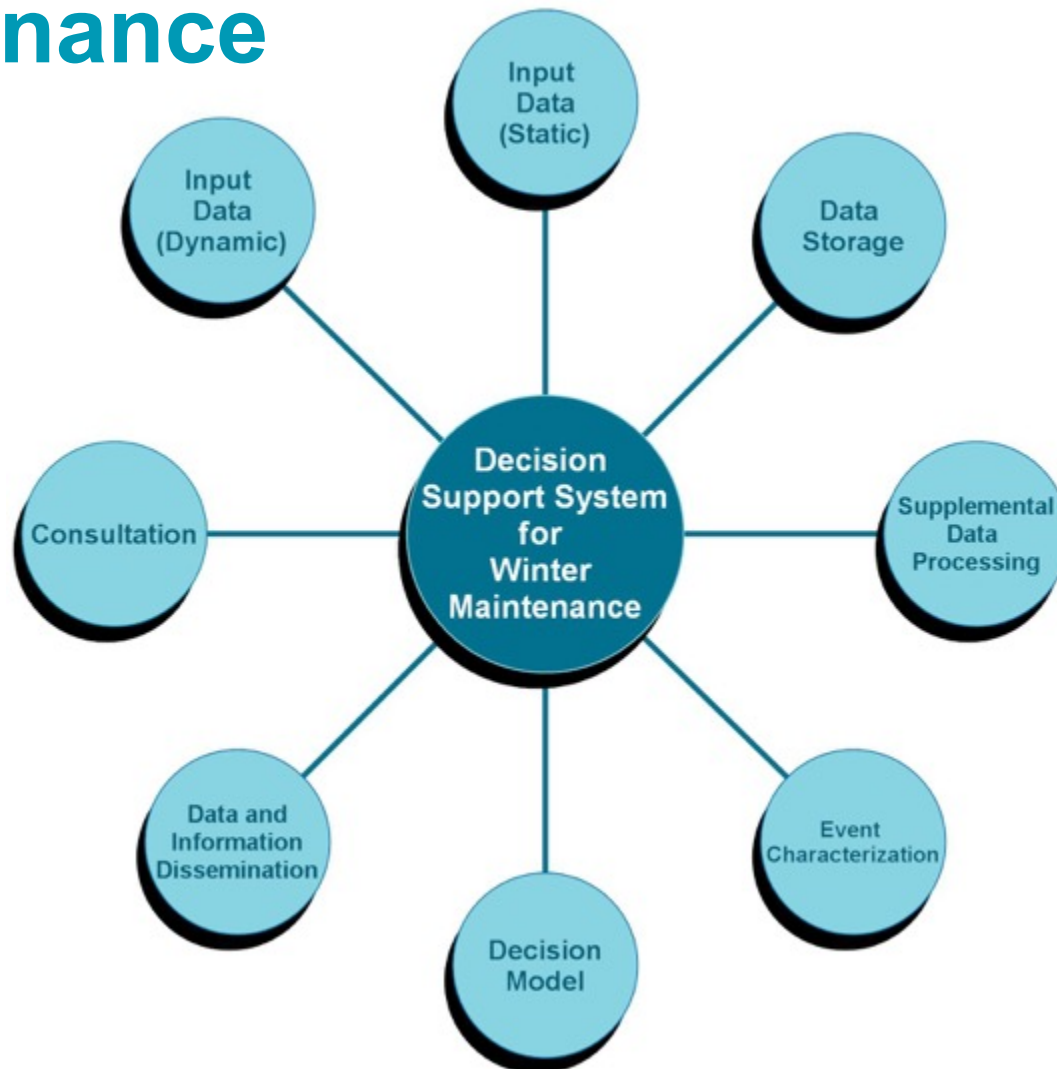 nance
Input
Data
(Static)
Input
Data
(Dynamic)
Data
Storage
Consultation
Decision
Support System
for
Winter
Maintenance
Supplemental
Data
Processing
Data and
Information
Dissemination
Event
Characterization
Decision
Model